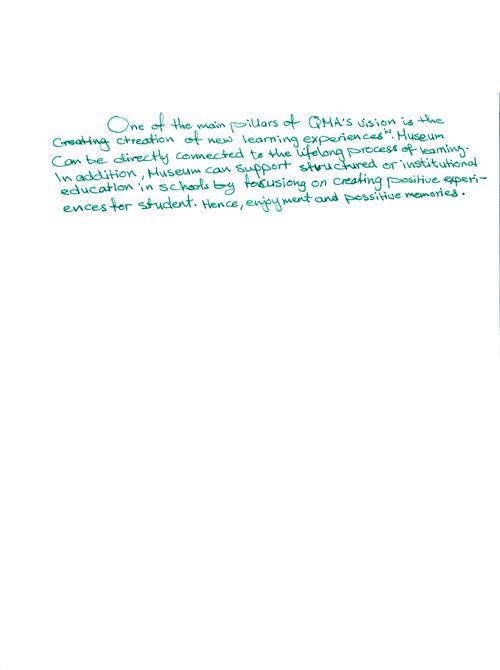 One of the main pillars of QMA's vision is the
Creating ctreation of new learning experiences". Museum
Can be directly connected to the lifelong process of learning.
In addition, Museum can support structured or institutional
education in schools by focusiong on creating positive experi-
ences for student. Hence, enjoyment and possitive memories.